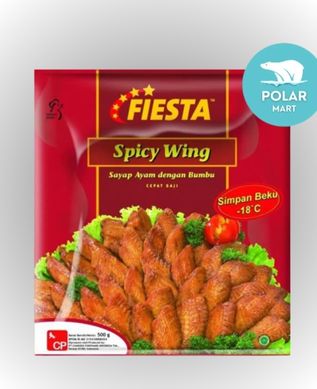 FIESTA
POLAR
MART
Spicy Wing
Sayap Ayam dengan Bumbu
CEPAT SAJI
Simpan Beku
-18°C
CP
500 g